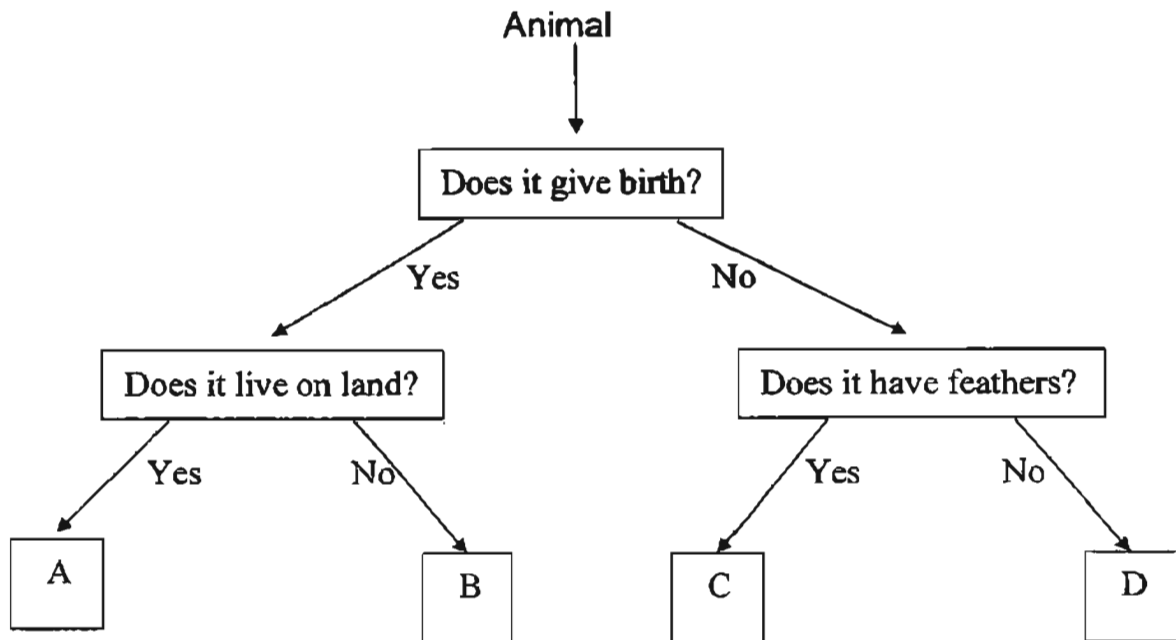 Animal
Does it give birth?
Yes
No
Does it live on land?
Does it have feathers?
Yes
No
Yes
No
A
B
C
D